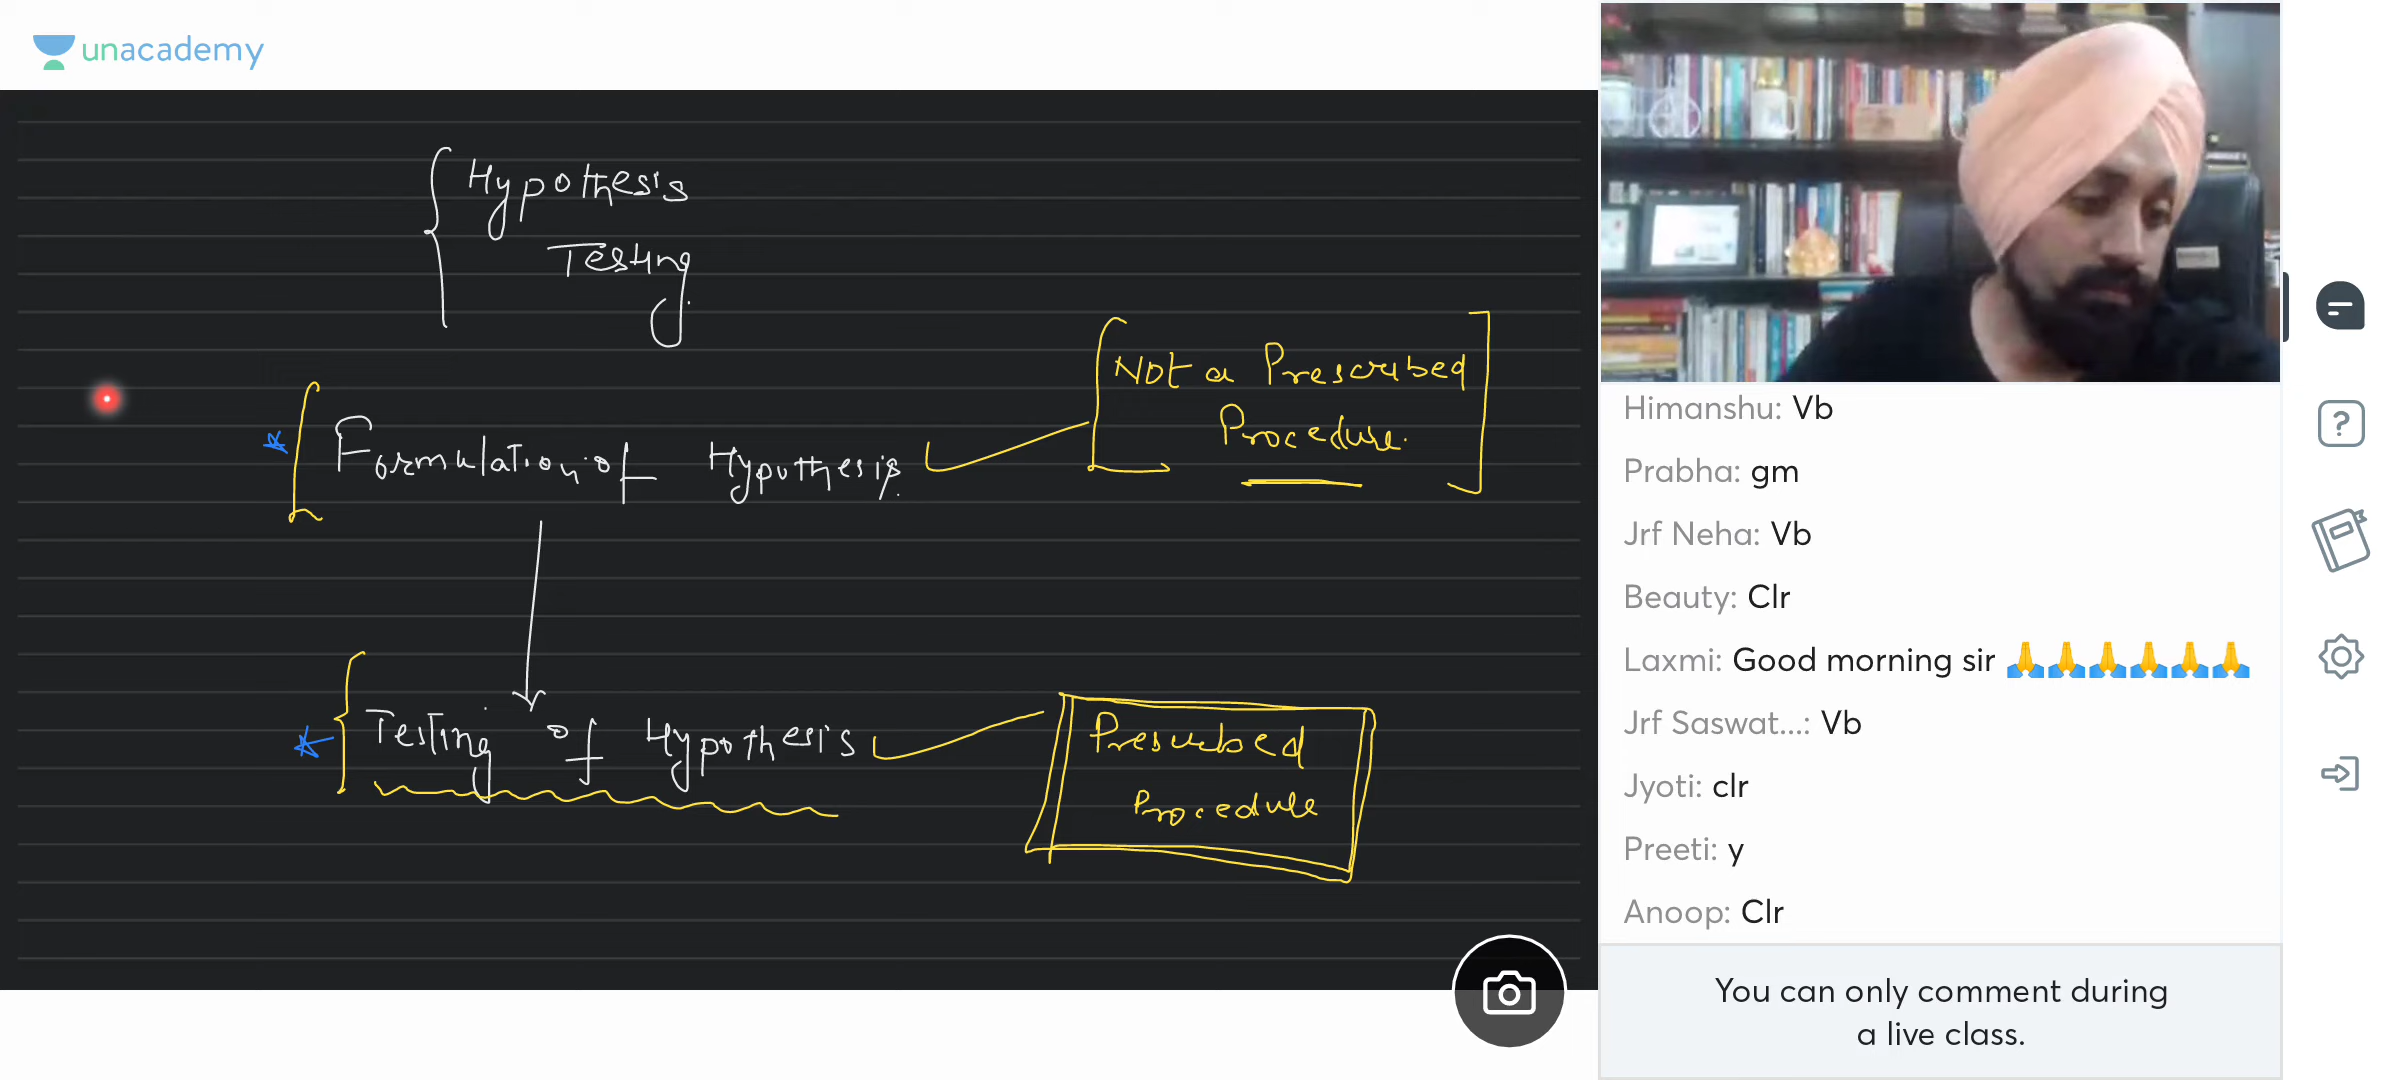 unacademy
Hypothesis
Testing
Not a Prescribed
Procedure.
Formulation of Hypothesis.
Testing of Hypothesis
Prescribed
Procedure
Himanshu: Vb
Prabha: gm
Jrf Neha: Vb
Beauty: Clr
Laxmi: Good morning sir 🙏🙏🙏🙏🙏🙏
Jrf Saswat...: Vb
Jyoti: clr
Preeti: y
Anoop: Clr
You can only comment during
a live class.